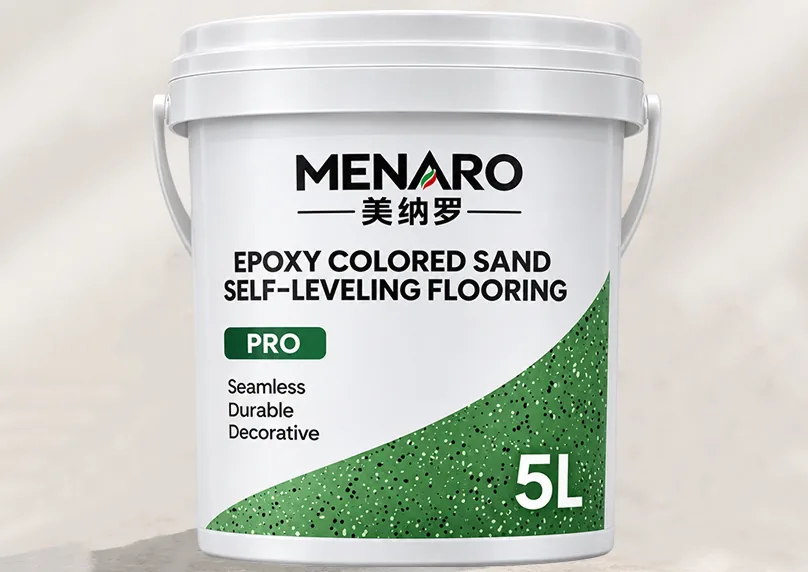 MENARO
美纳罗
EPOXY COLORED SAND
SELF-LEVELING FLOORING
PRO
Seamless
Durable
Decorative
5L